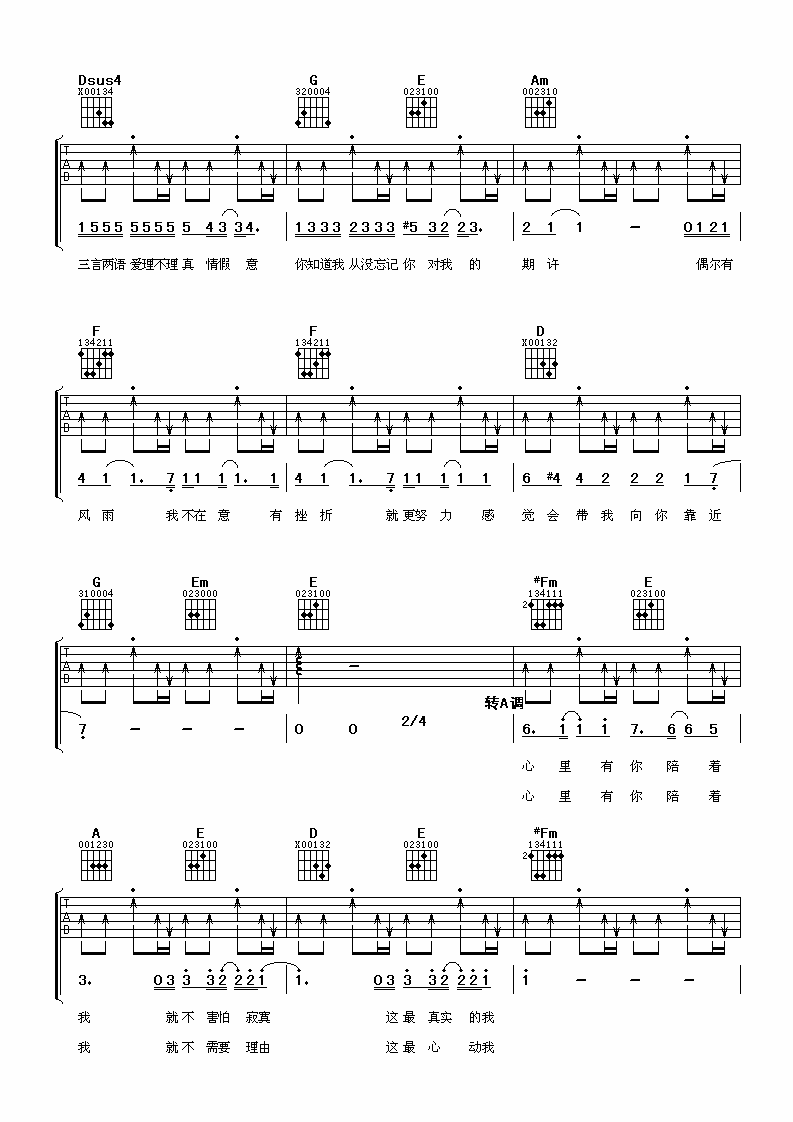 Dsus4 G E Am
X00134 320004 023100 002310
T
A
B
1555 5555 5 43 34. 1333 2333 #5 32 23. 2 1 1 - 0121
三言两语 爱理不理 真 情假 意 你知道我 从没忘记 你 对我 的 期 许 偶尔有
F F D
134211 134211 X00132
T
A
B
4 1 1. 7 11 1 1. 1 4 1 1. 7 11 1 1 1 6 #4 4 2 2 2 1 7
风 雨 我 不在 意 有 挫 折 就 更努 力 感 觉 会 带 我 向 你 靠 近
G Em E #Fm E
310004 023000 023100 2 134111 023100
T
A
B
转A调
7 - - - 0 0 2/4 6. 1 1 1 7. 6 6 5
心 里 有 你 陪 着
心 里 有 你 陪 着
A E D E #Fm
001230 023100 X00132 023100 2 134111
T
A
B
3. 03 3 32 221 1. 03 3 32 221 1 - - -
我 就 不 害怕 寂寞 这 最 真实 的我
我 就 不 需要 理由 这 最 心 动我